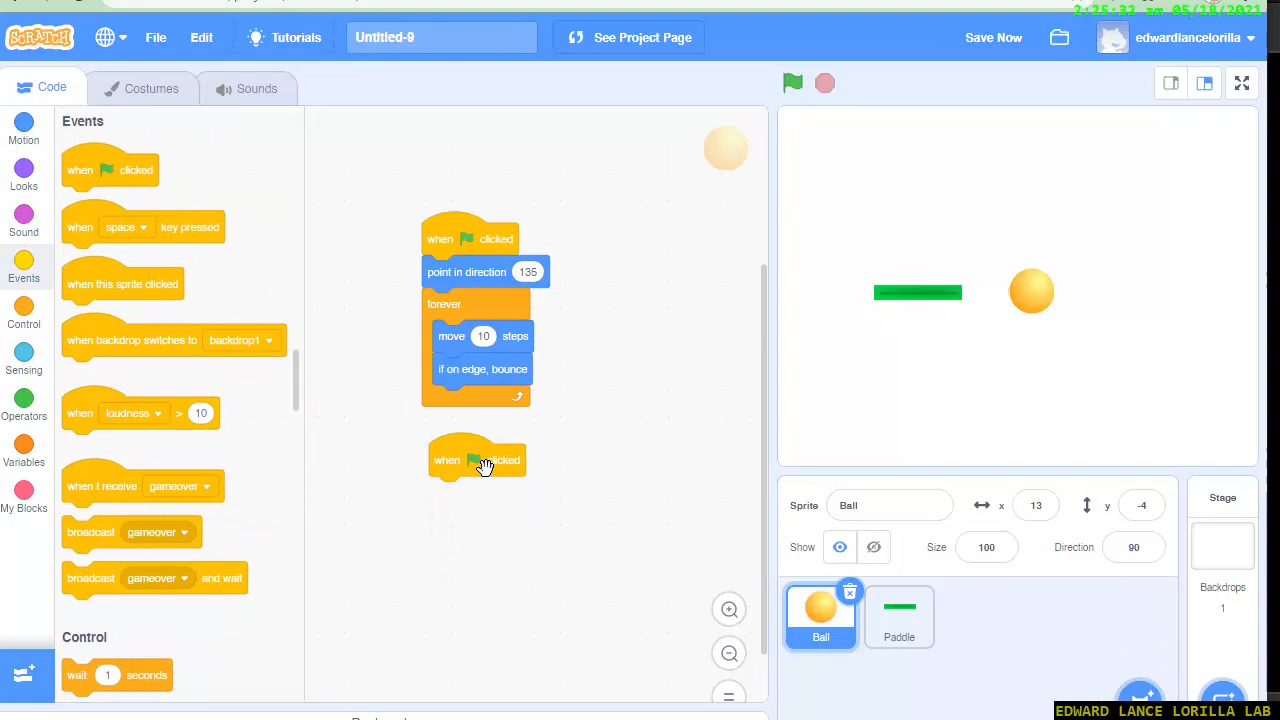 2:25:32 am 05/18/2021
SCRATCH File Edit Tutorials Untitled-9 See Project Page Save Now edwardlancelorilla
Code Costumes Sounds
Motion
Looks
Sound
Events
Control
Sensing
Operators
Variables
My Blocks
Events
when clicked
when space key pressed
when this sprite clicked
when backdrop switches to backdrop1
when loudness > 10
when I receive gameover
broadcast gameover
broadcast gameover and wait
Control
wait 1 seconds
when clicked
point in direction 135
forever
move 10 steps
if on edge, bounce
when clicked
Sprite Ball x 13 y -4
Show Size 100 Direction 90
Ball
Paddle
Stage
Backdrops
1
EDWARD LANCE LORILLA LAB